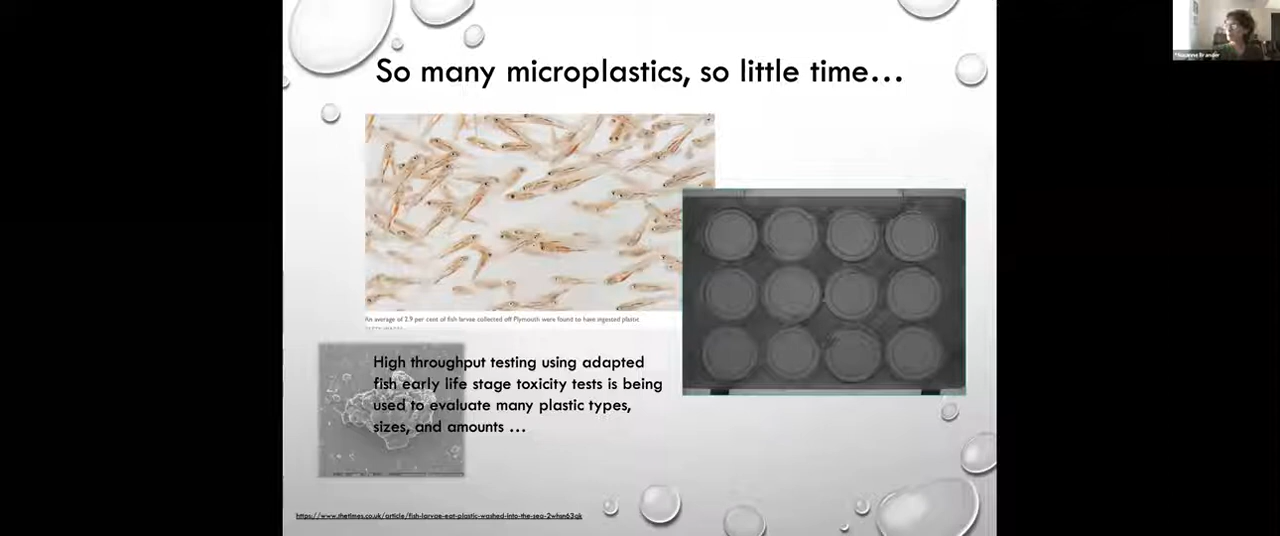 So many microplastics, so little time…
An average of 2.9 per cent of fish larvae collected off Plymouth were found to have ingested plastic
High throughput testing using adapted
fish early life stage toxicity tests is being
used to evaluate many plastic types,
sizes, and amounts …
https://www.thetimes.co.uk/article/fish-larvae-eat-plastic-washed-into-the-sea-2whsn63qk